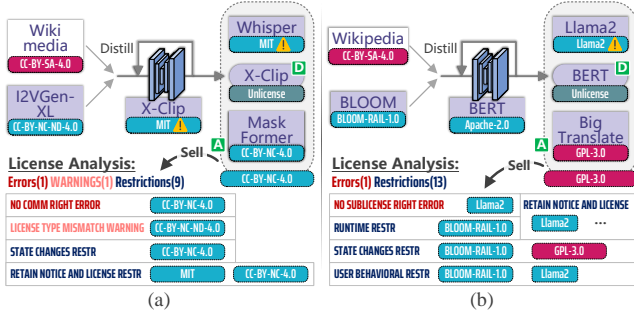 Wiki
media
CC-BY-SA-4.0
I2VGen-
XL
CC-BY-NC-ND-4.0
Distill
X-Clip
MIT
Whisper
MIT
D
X-Clip
Unlicense
Mask
Former
CC-BY-NC-4.0
A
Sell
CC-BY-NC-4.0
License Analysis:
Errors(1) WARNINGS(1) Restrictions(9)
NO COMM RIGHT ERROR CC-BY-NC-4.0
LICENSE TYPE MISMATCH WARNING CC-BY-NC-ND-4.0
STATE CHANGES RESTR CC-BY-NC-4.0
RETAIN NOTICE AND LICENSE RESTR MIT CC-BY-NC-4.0
(a)
Wikipedia
CC-BY-SA-4.0
BLOOM
BLOOM-RAIL-1.0
Distill
BERT
Apache-2.0
Llama2
Llama2
D
BERT
Unlicense
Big
Translate
GPL-3.0
A
Sell
GPL-3.0
License Analysis:
Errors(1) Restrictions(13)
NO SUBLICENSE RIGHT ERROR Llama2
RETAIN NOTICE AND LICENSE
Llama2 ...
RUNTIME RESTR BLOOM-RAIL-1.0
STATE CHANGES RESTR BLOOM-RAIL-1.0 GPL-3.0
USER BEHAVIORAL RESTR BLOOM-RAIL-1.0 Llama2
(b)